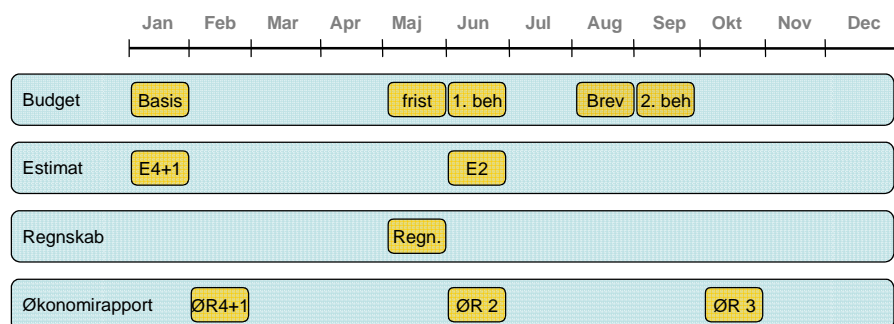 Jan Feb Mar Apr Maj Jun Jul Aug Sep Okt Nov Dec
Budget Basis frist 1. beh Brev 2. beh
Estimat E4+1 E2
Regnskab Regn.
Økonomirapport ØR4+1 ØR 2 ØR 3